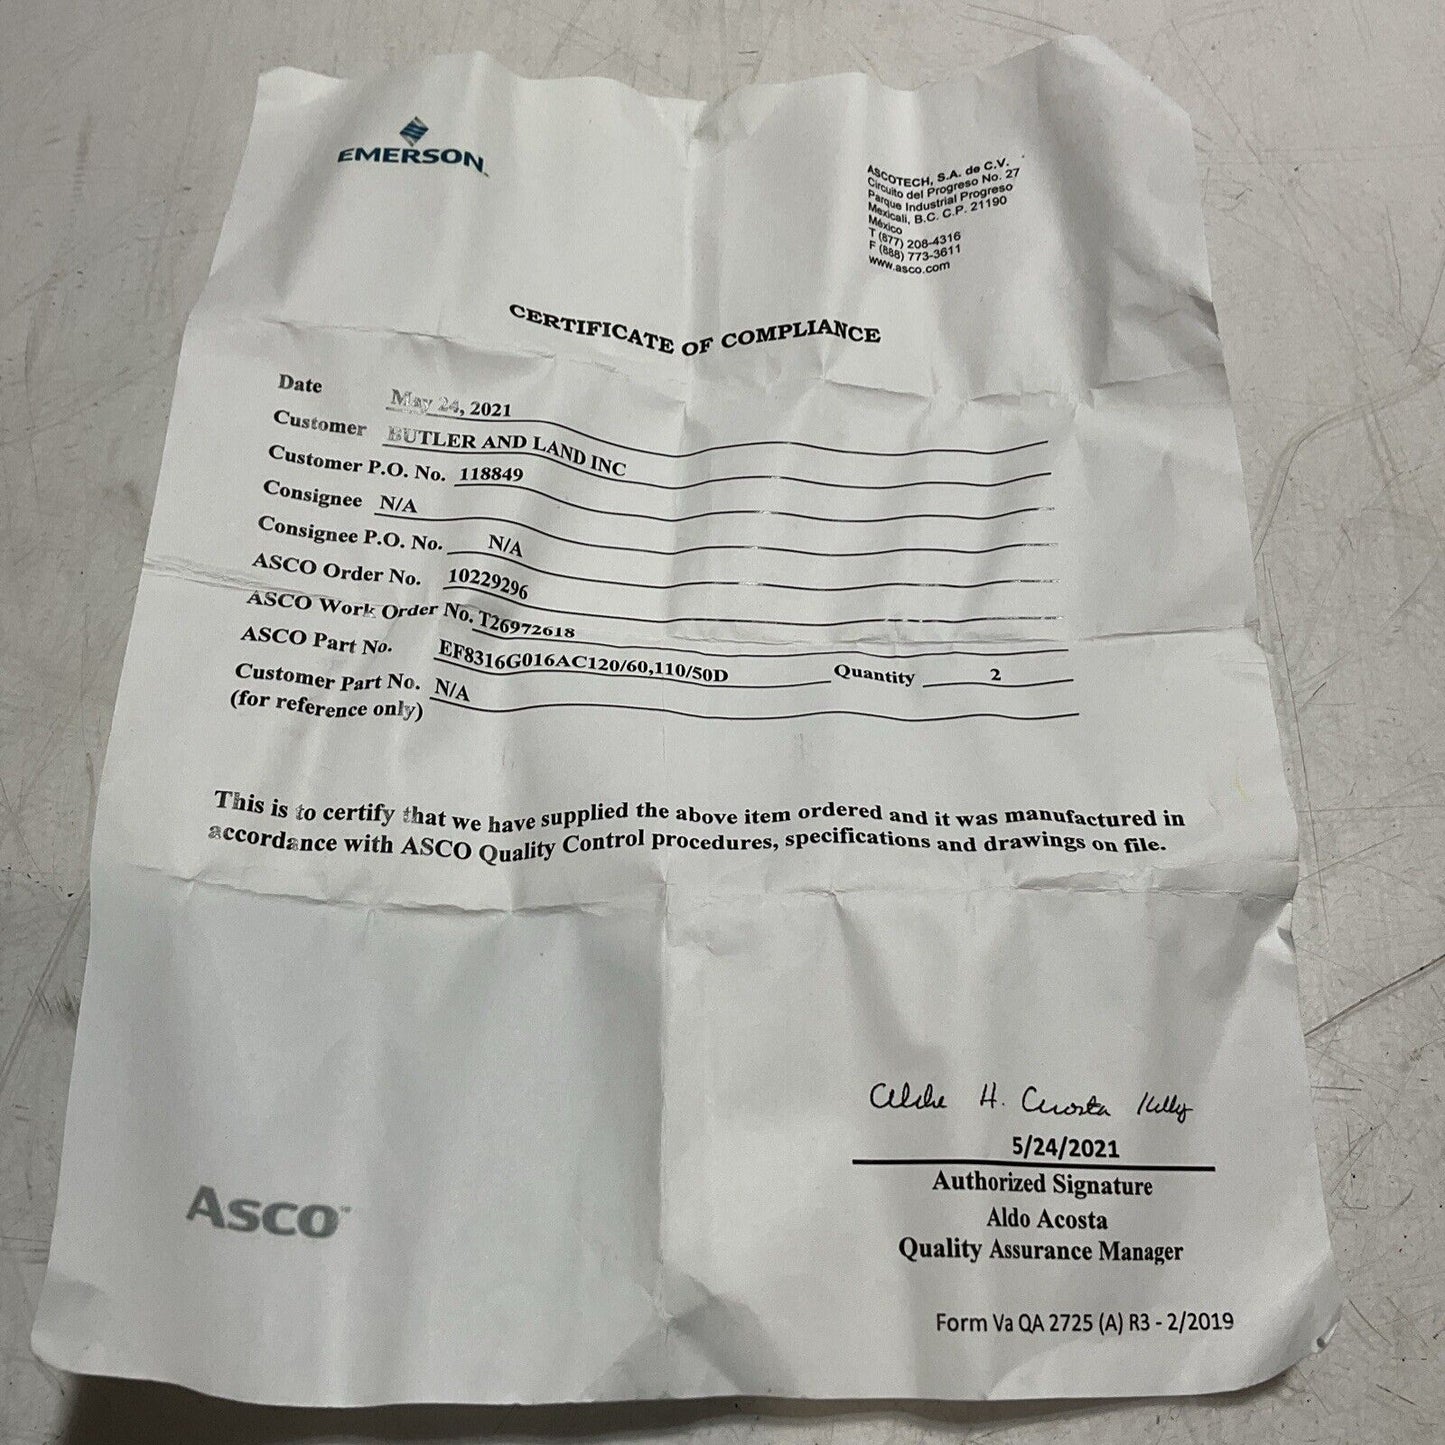 EMERSON
ASCOTECH, S.A. de C.V.
Circuito del Progreso No. 27
Parque Industrial Progreso
Mexicali, B.C. C.P. 21190
México
T (877) 208-4316
F (888) 773-3611
www.asco.com
CERTIFICATE OF COMPLIANCE
Date May 24, 2021
Customer BUTLER AND LAND INC
Customer P.O. No. 118849
Consignee N/A
Consignee P.O. No. N/A
ASCO Order No. 10229296
ASCO Work Order No. T26972618
ASCO Part No. EF8316G016AC120/60,110/50D Quantity 2
Customer Part No. N/A
(for reference only)
This is to certify that we have supplied the above item ordered and it was manufactured in
accordance with ASCO Quality Control procedures, specifications and drawings on file.
H. Acosta
5/24/2021
Authorized Signature
Aldo Acosta
Quality Assurance Manager
ASCO™
Form Va QA 2725 (A) R3 - 2/2019